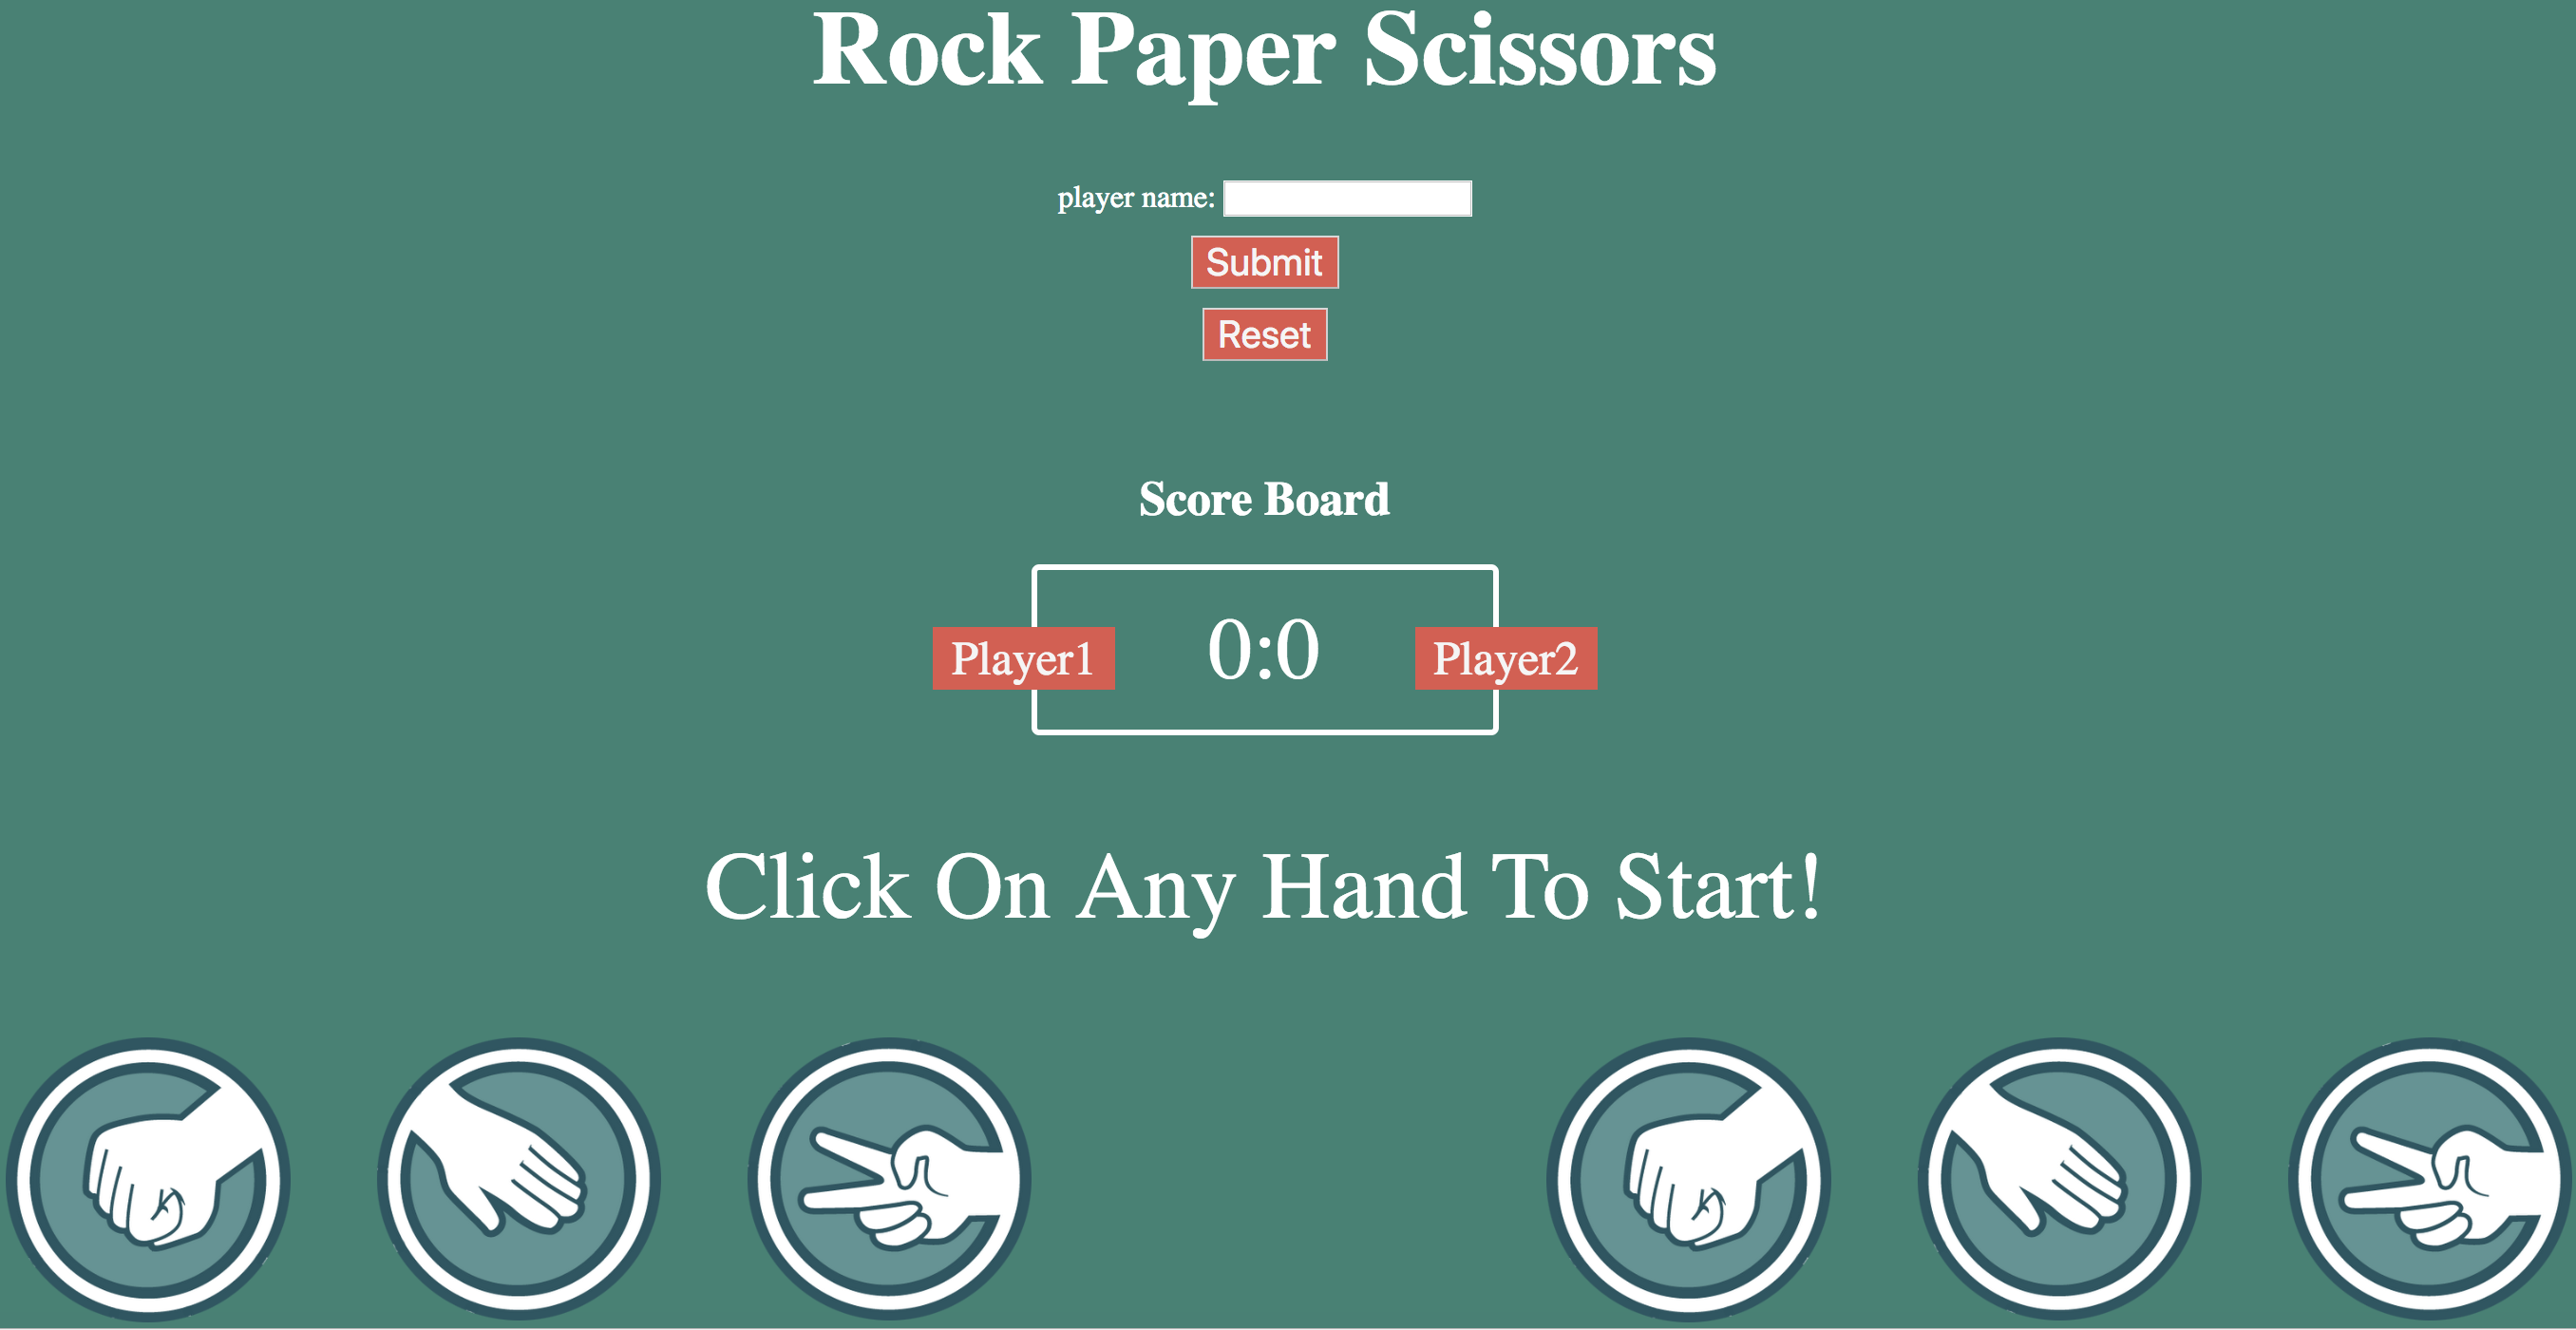 Rock Paper Scissors
player name:
Submit
Reset
Score Board
Player1 0:0 Player2
Click On Any Hand To Start!